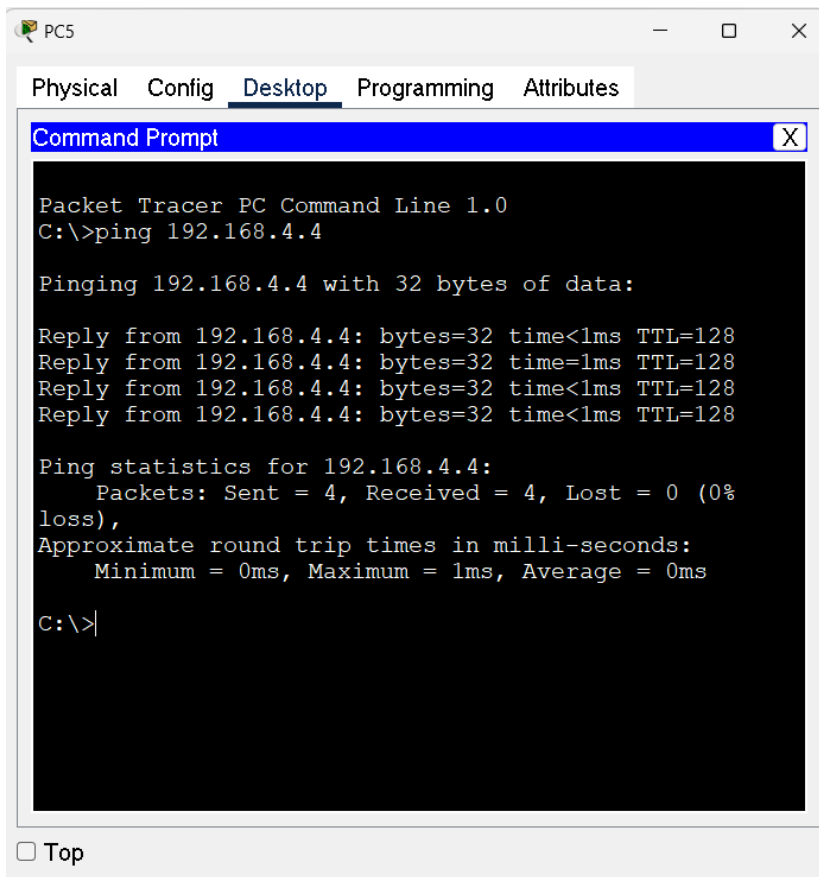 PC5
Physical Config Desktop Programming Attributes
Command Prompt X
Packet Tracer PC Command Line 1.0
C:\>ping 192.168.4.4
Pinging 192.168.4.4 with 32 bytes of data:
Reply from 192.168.4.4: bytes=32 time<1ms TTL=128
Reply from 192.168.4.4: bytes=32 time=1ms TTL=128
Reply from 192.168.4.4: bytes=32 time<1ms TTL=128
Reply from 192.168.4.4: bytes=32 time<1ms TTL=128
Ping statistics for 192.168.4.4:
    Packets: Sent = 4, Received = 4, Lost = 0 (0%
loss),
Approximate round trip times in milli-seconds:
    Minimum = 0ms, Maximum = 1ms, Average = 0ms
C:\>
Top